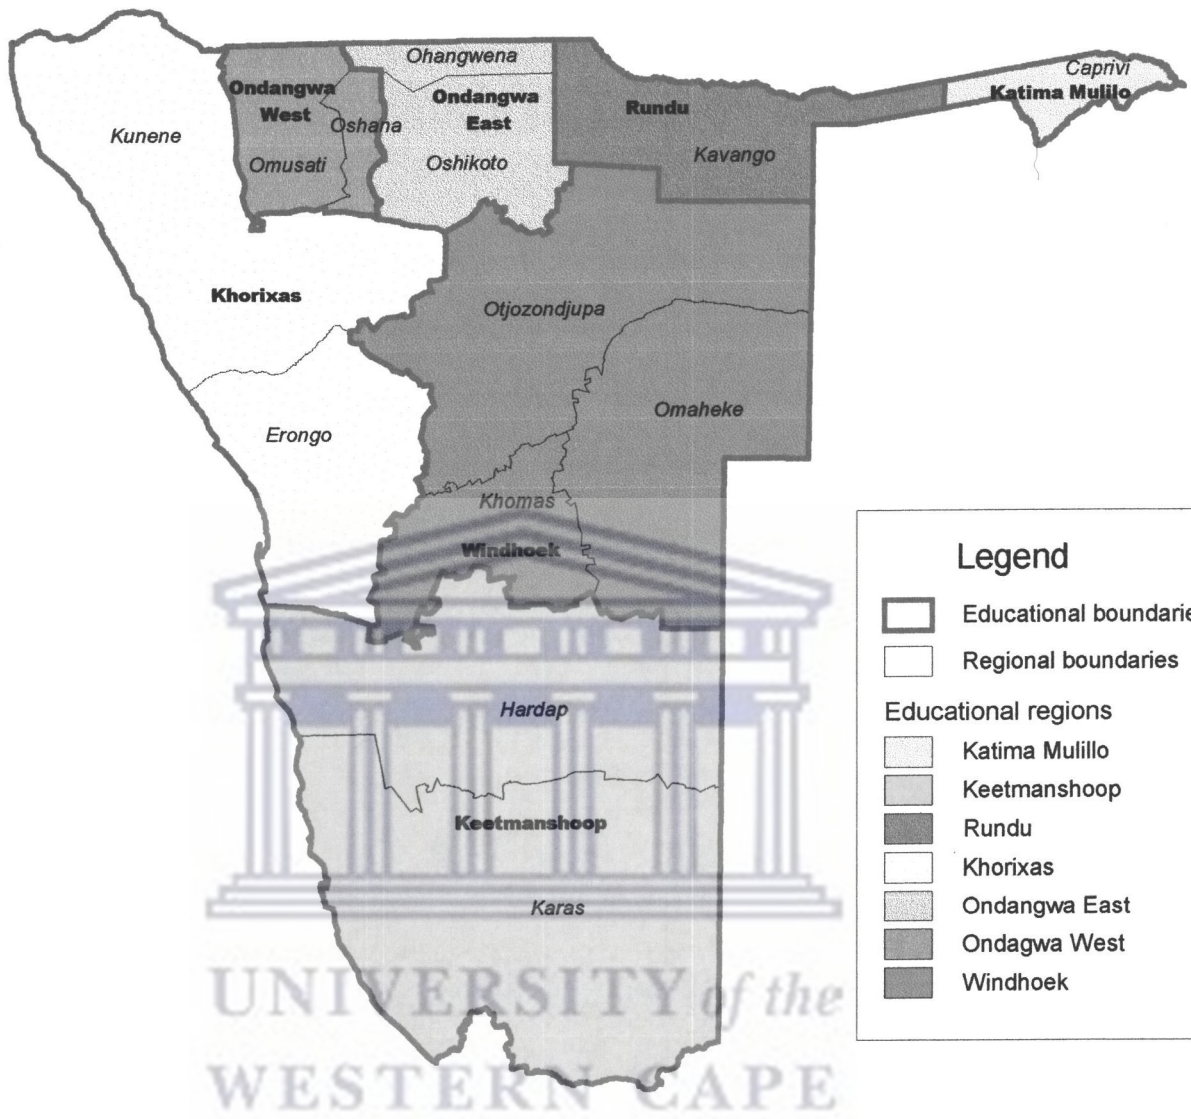 Ohangwena
Caprivi
Ondangwa
West
Ondangwa
East
Rundu
Katima Mulilo
Kunene
Oshana
Omusati
Oshikoto
Kavango
Khorixas
Otjozondjupa
Omaheke
Erongo
Khomas
Windhoek
Hardap
Keetmanshoop
Karas
Legend
Educational boundarie
Regional boundaries
Educational regions
Katima Mulillo
Keetmanshoop
Rundu
Khorixas
Ondangwa East
Ondagwa West
Windhoek
UNIVERSITY of the
WESTERN CAPE